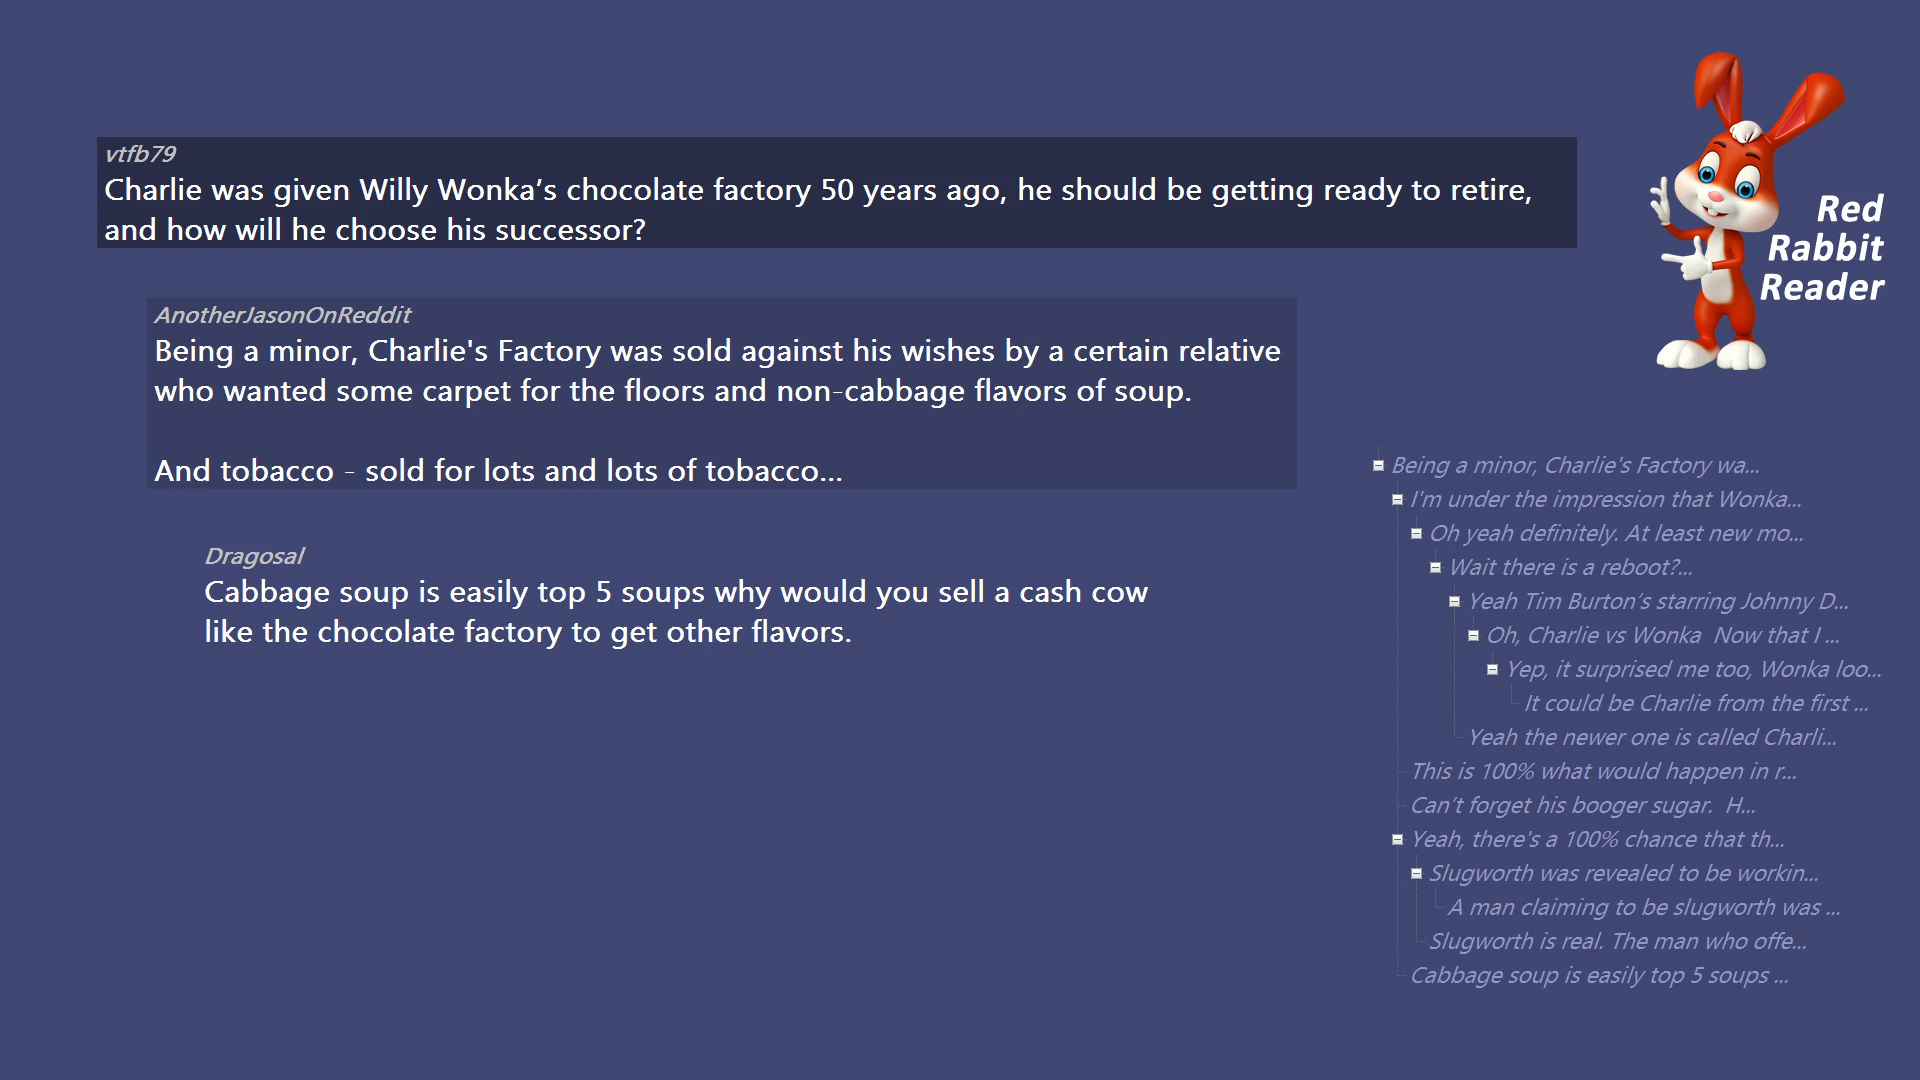 vtfb79
Charlie was given Willy Wonka’s chocolate factory 50 years ago, he should be getting ready to retire,
and how will he choose his successor?
Red
Rabbit
Reader
AnotherJasonOnReddit
Being a minor, Charlie's Factory was sold against his wishes by a certain relative
who wanted some carpet for the floors and non-cabbage flavors of soup.
And tobacco - sold for lots and lots of tobacco...
Dragosal
Cabbage soup is easily top 5 soups why would you sell a cash cow
like the chocolate factory to get other flavors.
Being a minor, Charlie's Factory wa...
I'm under the impression that Wonka...
Oh yeah definitely. At least new mo...
Wait there is a reboot?...
Yeah Tim Burton’s starring Johnny D...
Oh, Charlie vs Wonka  Now that I ...
Yep, it surprised me too, Wonka loo...
It could be Charlie from the first ...
Yeah the newer one is called Charli...
This is 100% what would happen in r...
Can’t forget his booger sugar.  H...
Yeah, there's a 100% chance that th...
Slugworth was revealed to be workin...
A man claiming to be slugworth was ...
Slugworth is real. The man who offe...
Cabbage soup is easily top 5 soups ...